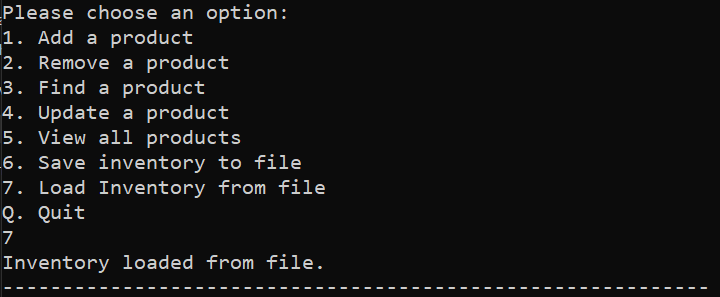 Please choose an option:
1. Add a product
2. Remove a product
3. Find a product
4. Update a product
5. View all products
6. Save inventory to file
7. Load Inventory from file
Q. Quit
7
Inventory loaded from file.
-----------------------------------------------------------